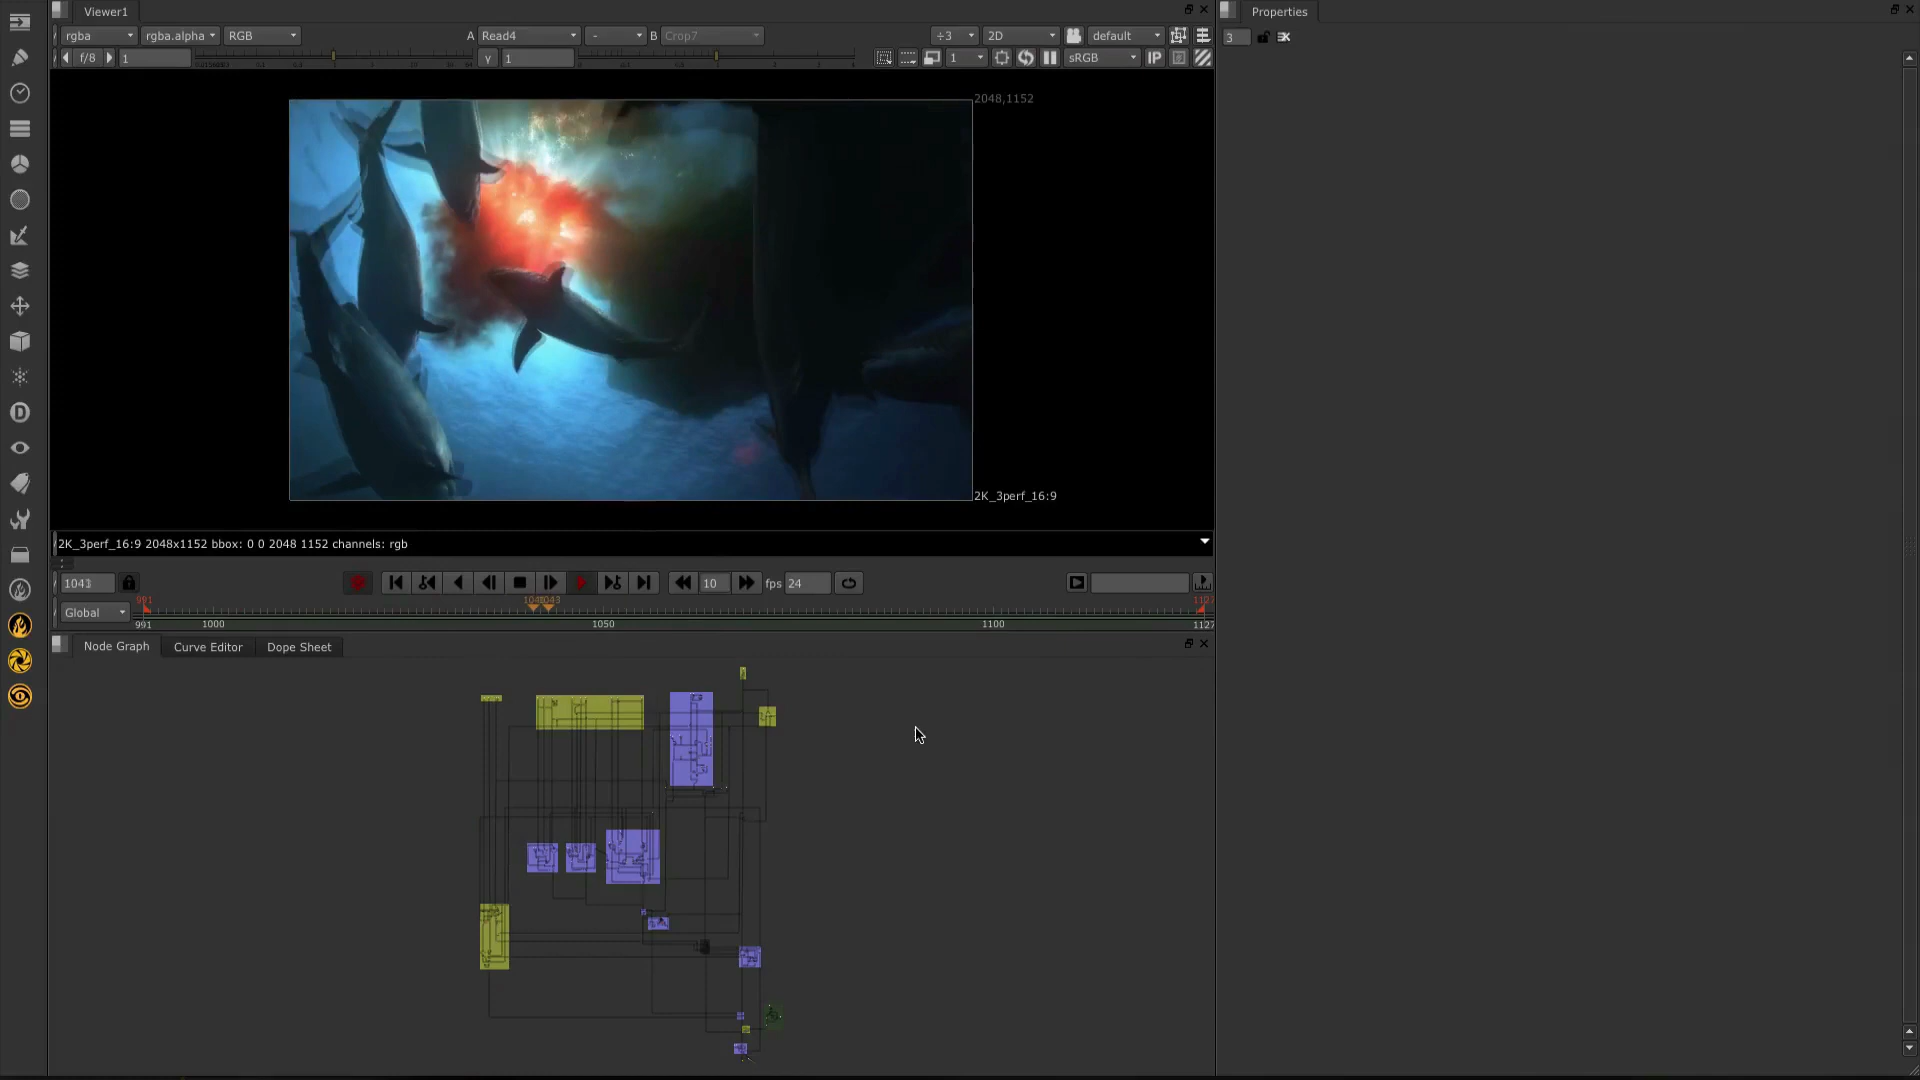 Viewer1
Properties
rgba
rgba.alpha
RGB
A
Read4
-
B
Crop7
÷3
2D
default
3
f/8
1
γ
1
1
sRGB
IP
2048,1152
2K_3perf_16:9
2K_3perf_16:9 2048x1152 bbox: 0 0 2048 1152 channels: rgb
1043
10
fps
24
Global
991
1043
991
1000
1050
1100
1127
Node Graph
Curve Editor
Dope Sheet